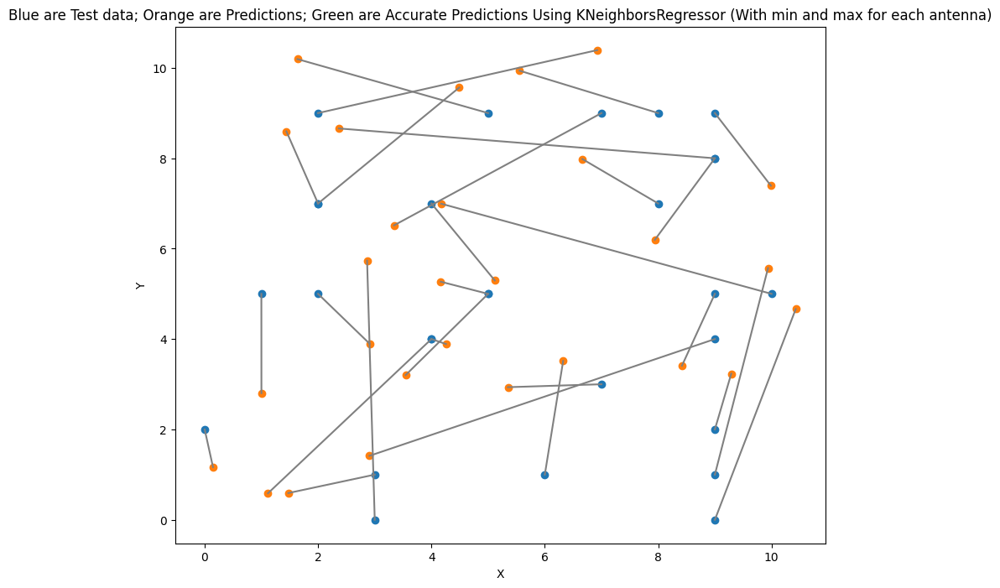 Blue are Test data; Orange are Predictions; Green are Accurate Predictions Using KNeighborsRegressor (With min and max for each antenna)
10
8
6
4
2
0
Y
0 2 4 6 8 10
X